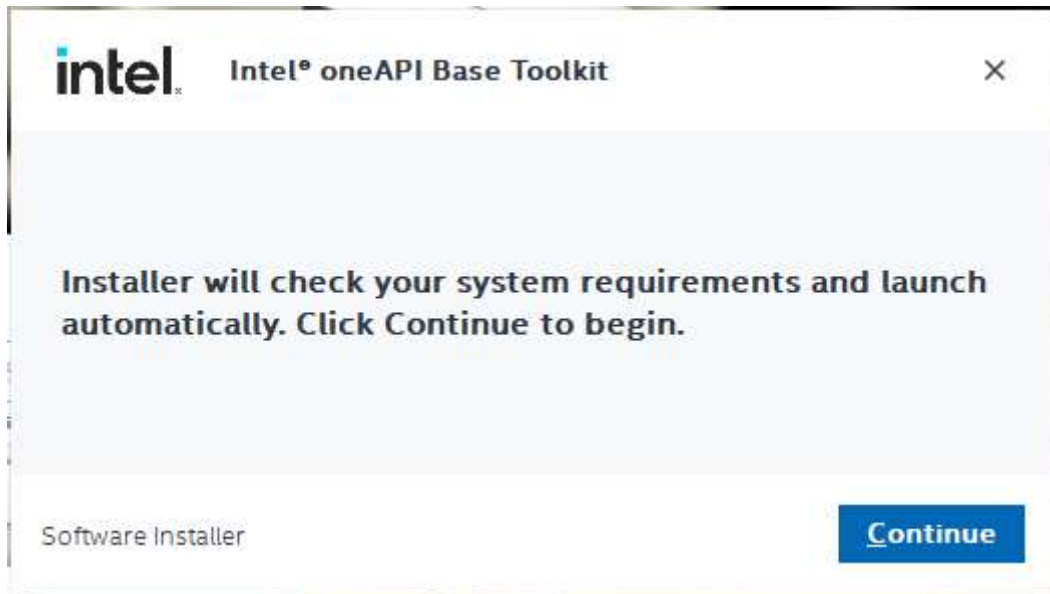 intel. Intel® oneAPI Base Toolkit
Installer will check your system requirements and launch
automatically. Click Continue to begin.
Software Installer
Continue